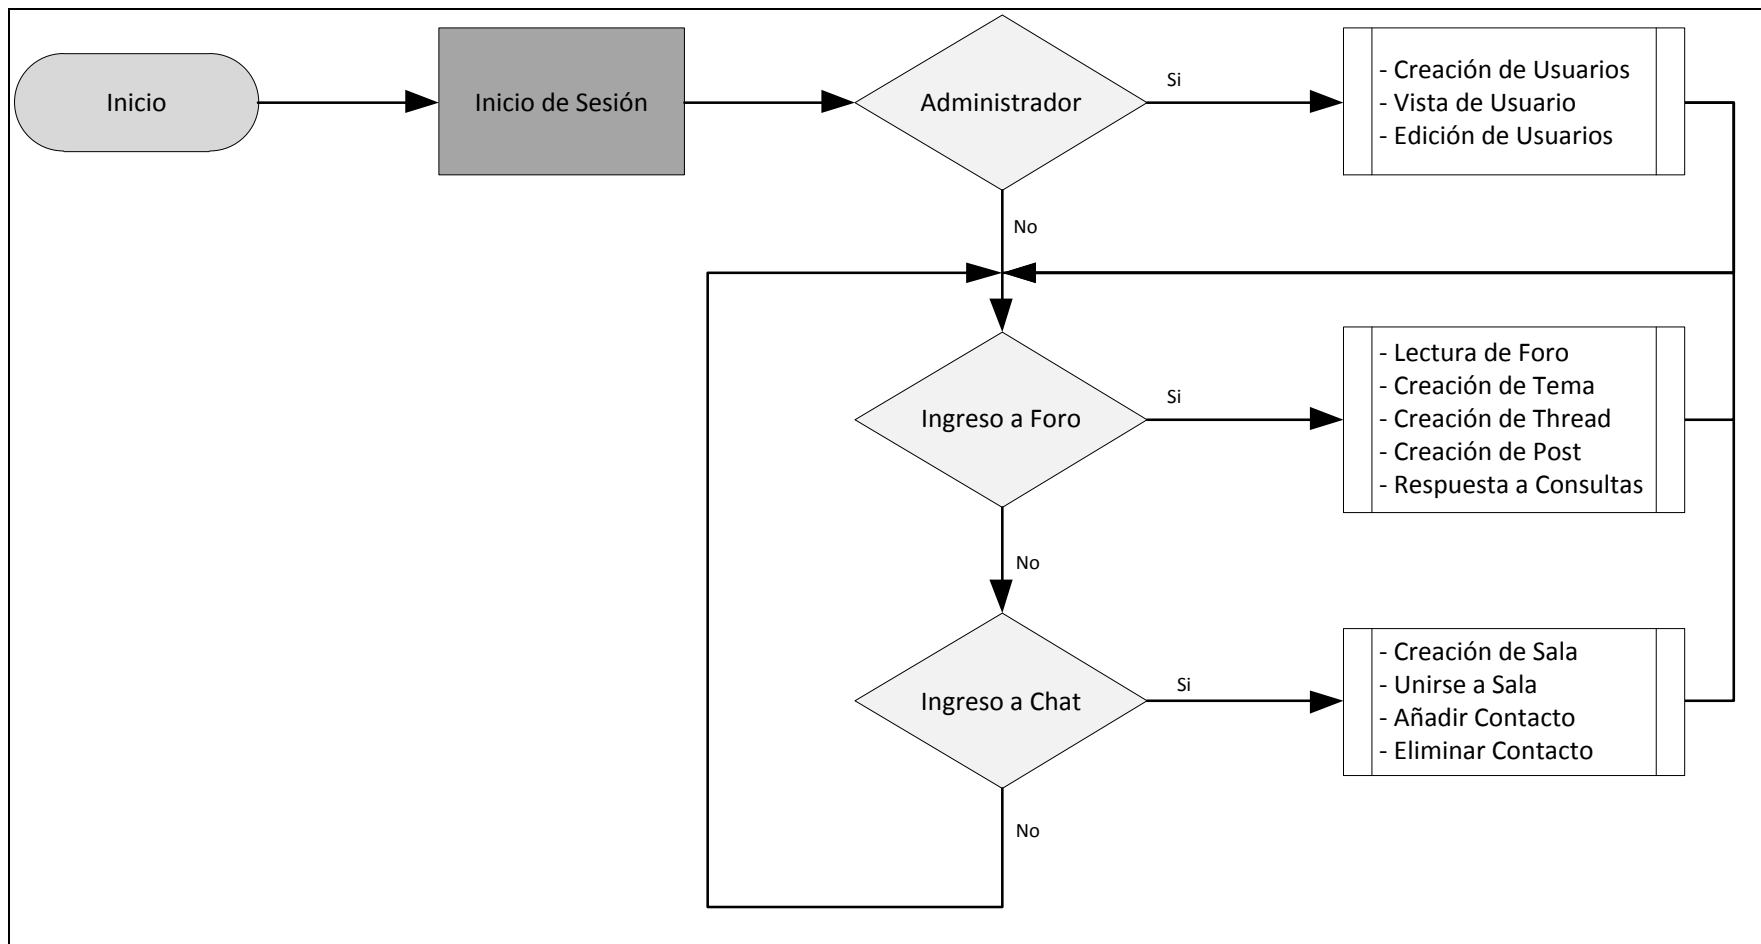 Inicio
Inicio de Sesión
Administrador
Si
- Creación de Usuarios
- Vista de Usuario
- Edición de Usuarios
No
Ingreso a Foro
Si
- Lectura de Foro
- Creación de Tema
- Creación de Thread
- Creación de Post
- Respuesta a Consultas
No
Ingreso a Chat
Si
- Creación de Sala
- Unirse a Sala
- Añadir Contacto
- Eliminar Contacto
No